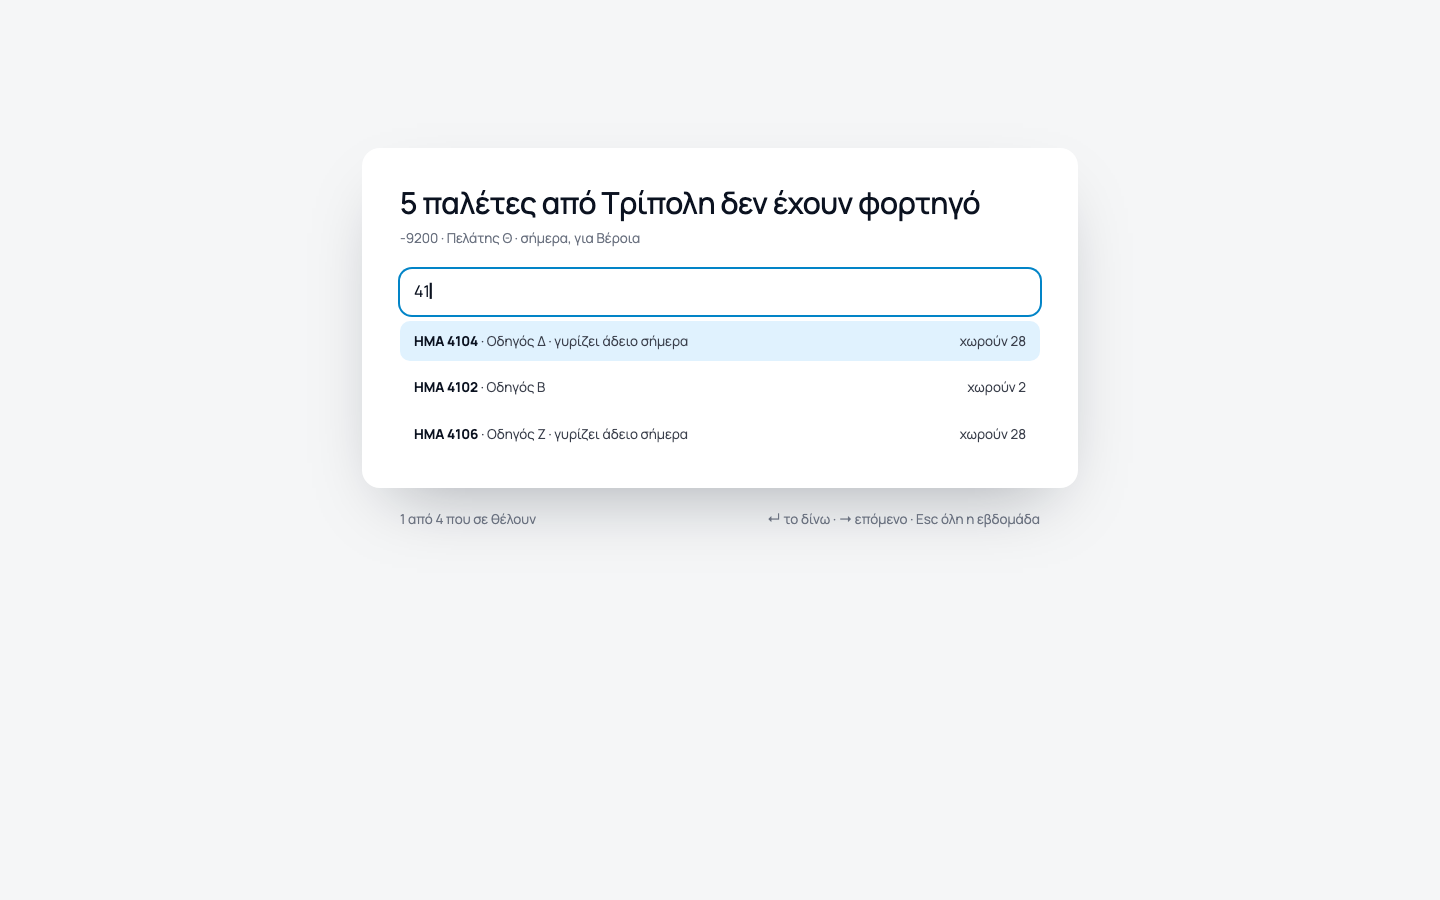 5 παλέτες από Τρίπολη δεν έχουν φορτηγό
-9200 · Πελάτης Θ · σήμερα, για Βέροια
41
ΗΜΑ 4104 · Οδηγός Δ · γυρίζει άδειο σήμερα χωρούν 28
ΗΜΑ 4102 · Οδηγός Β χωρούν 2
ΗΜΑ 4106 · Οδηγός Ζ · γυρίζει άδειο σήμερα χωρούν 28
1 από 4 που σε θέλουν ↵ το δίνω · → επόμενο · Esc όλη η εβδομάδα